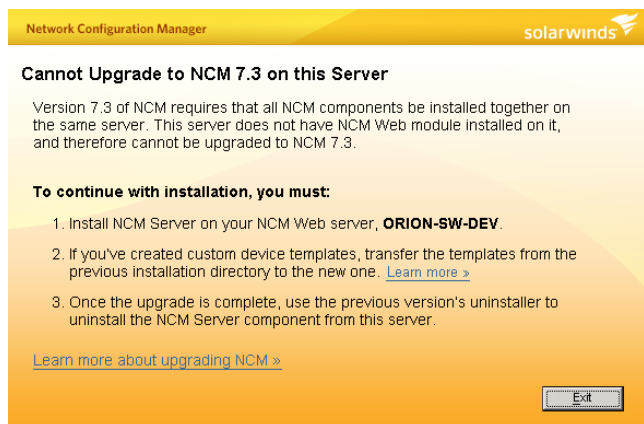 Network Configuration Manager
solarwinds
Cannot Upgrade to NCM 7.3 on this Server
Version 7.3 of NCM requires that all NCM components be installed together on
the same server. This server does not have NCM Web module installed on it,
and therefore cannot be upgraded to NCM 7.3.
To continue with installation, you must:
1. Install NCM Server on your NCM Web server, ORION-SW-DEV.
2. If you've created custom device templates, transfer the templates from the
previous installation directory to the new one. Learn more »
3. Once the upgrade is complete, use the previous version's uninstaller to
uninstall the NCM Server component from this server.
Learn more about upgrading NCM »
Exit